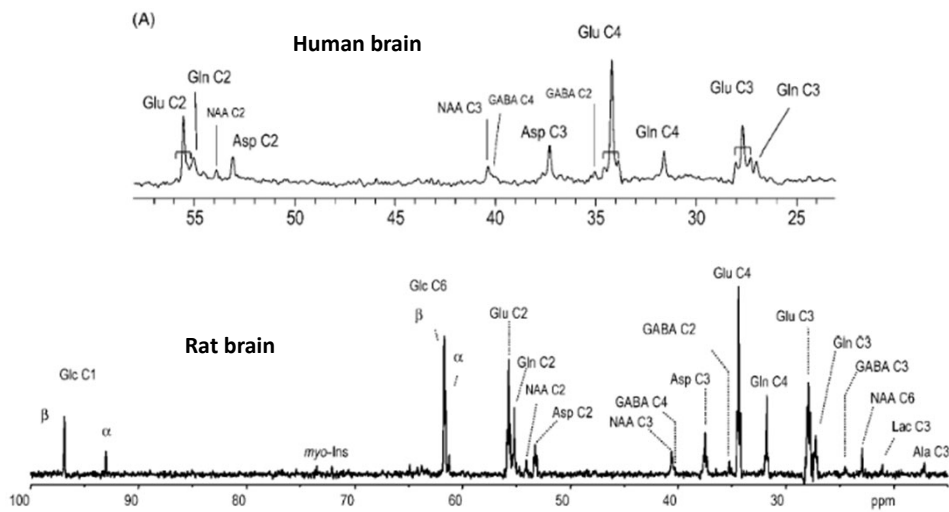 (A)
Human brain
Glu C4
Gln C2
Glu C2
NAA C2
Asp C2
NAA C3
GABA C4
GABA C2
Asp C3
Gln C4
Glu C3
Gln C3
55 50 45 40 35 30 25
Rat brain
Glc C6
β
α
Glc C1
β
α
myo-Ins
Glu C2
Gln C2
NAA C2
Asp C2
GABA C2
Asp C3
GABA C4
NAA C3
Glu C4
Gln C4
Glu C3
Gln C3
GABA C3
NAA C6
Lac C3
Ala C3
100 90 80 70 60 50 40 30 ppm